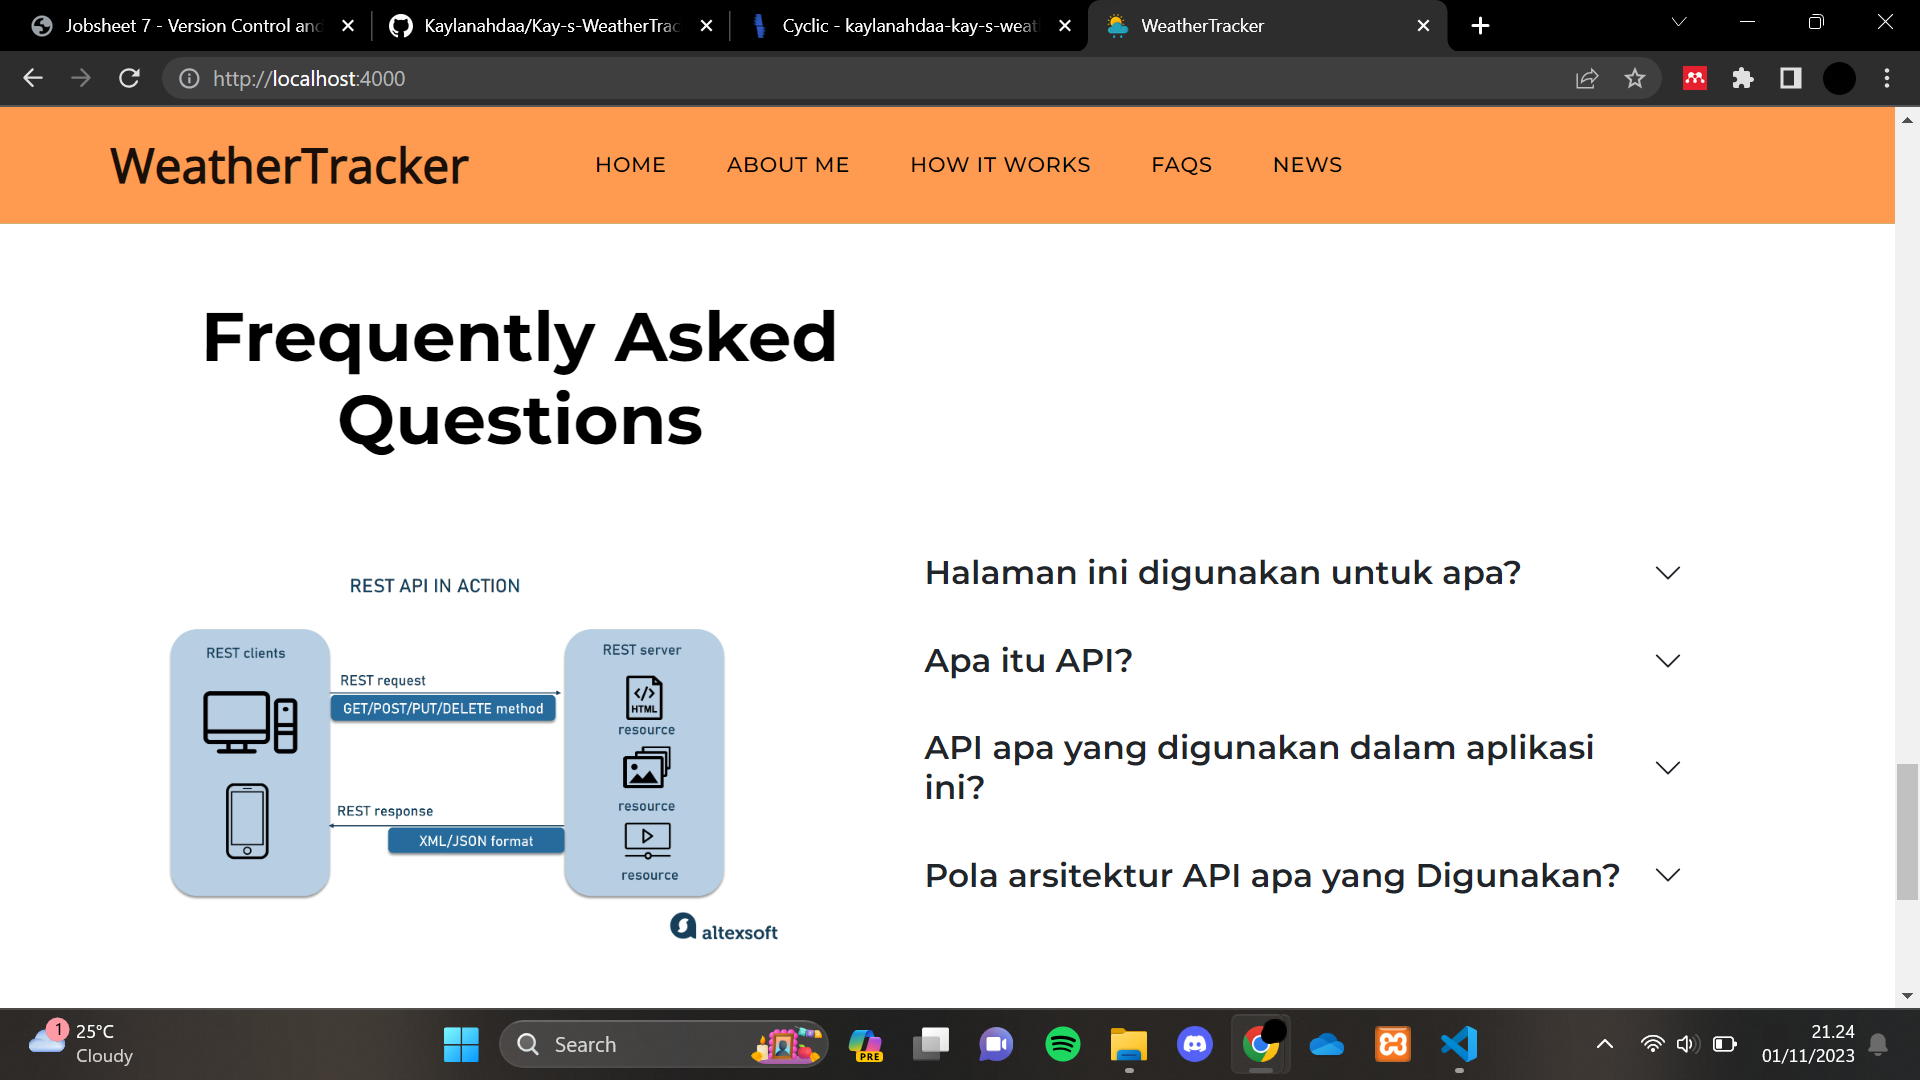 Jobsheet 7 - Version Control and
Kaylanahdaa/Kay-s-WeatherTrac
Cyclic - kaylanahdaa-kay-s-weat
WeatherTracker
http://localhost:4000
WeatherTracker
HOME
ABOUT ME
HOW IT WORKS
FAQS
NEWS
Frequently Asked
Questions
REST API IN ACTION
REST clients
REST request
GET/POST/PUT/DELETE method
REST response
XML/JSON format
REST server
</>
HTML
resource
resource
resource
altexsoft
Halaman ini digunakan untuk apa?
Apa itu API?
API apa yang digunakan dalam aplikasi
ini?
Pola arsitektur API apa yang Digunakan?
1
25°C
Cloudy
Search
PRE
21.24
01/11/2023